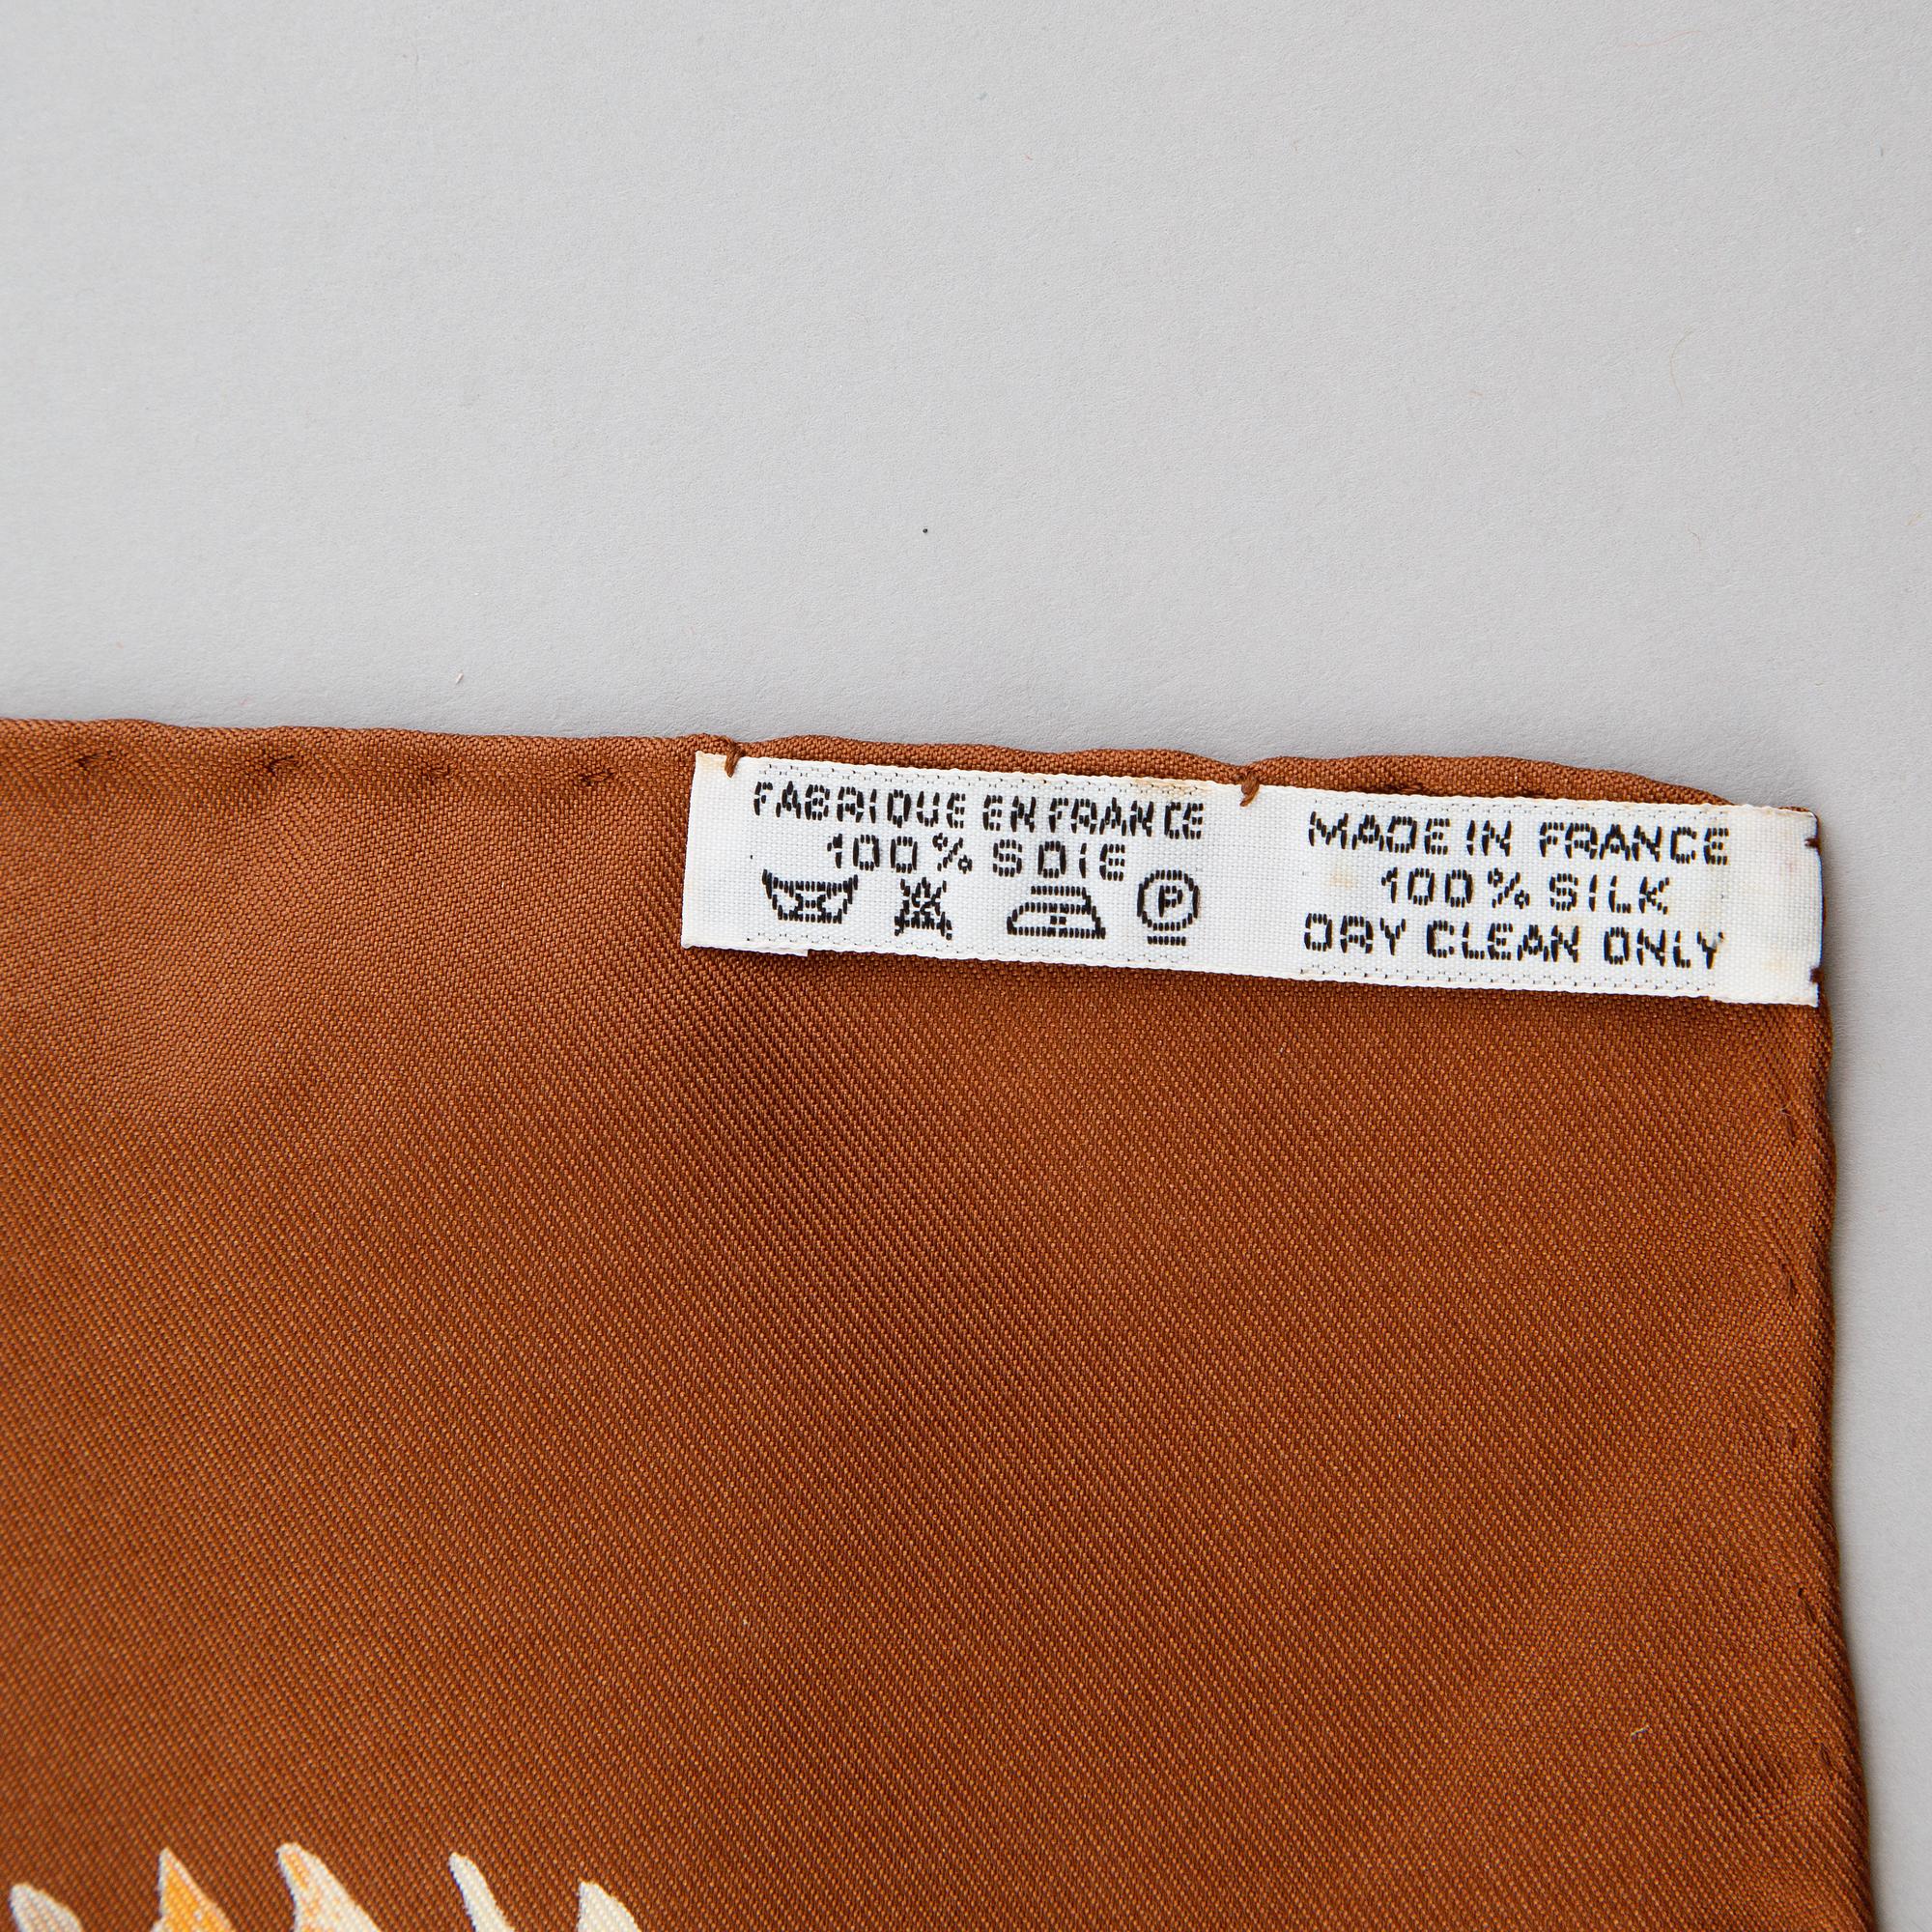 FABRIQUE EN FRANCE
100% SOIE
P
MADE IN FRANCE
100% SILK
DRY CLEAN ONLY